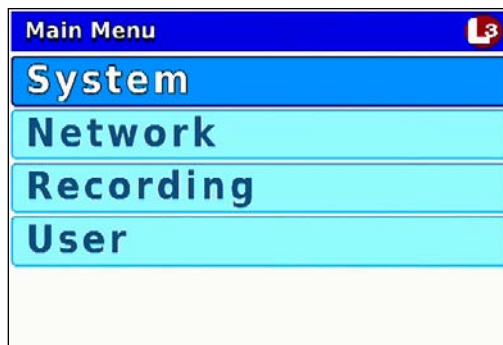 Main Menu
L3
System
Network
Recording
User